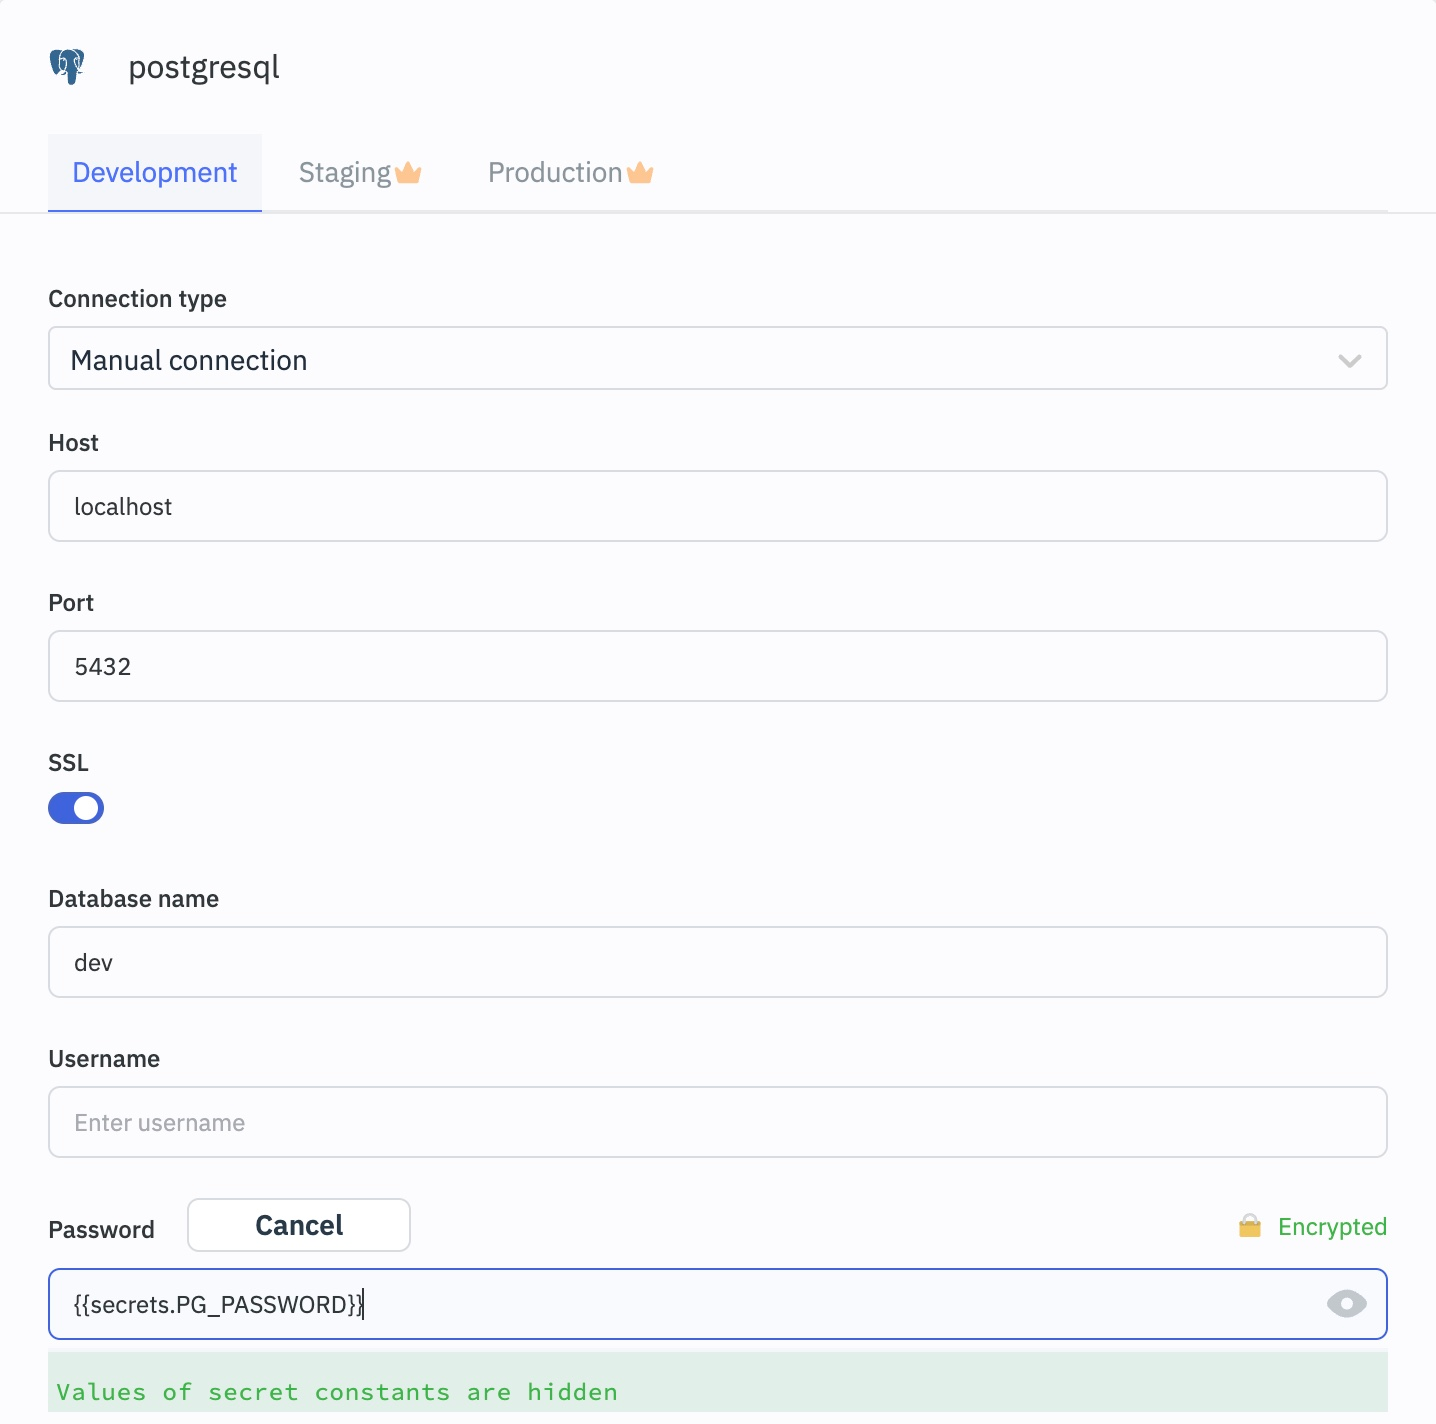 postgresql
Development Staging Production
Connection type
Manual connection
Host
localhost
Port
5432
SSL
Database name
dev
Username
Enter username
Password Cancel Encrypted
{{secrets.PG_PASSWORD}}
Values of secret constants are hidden